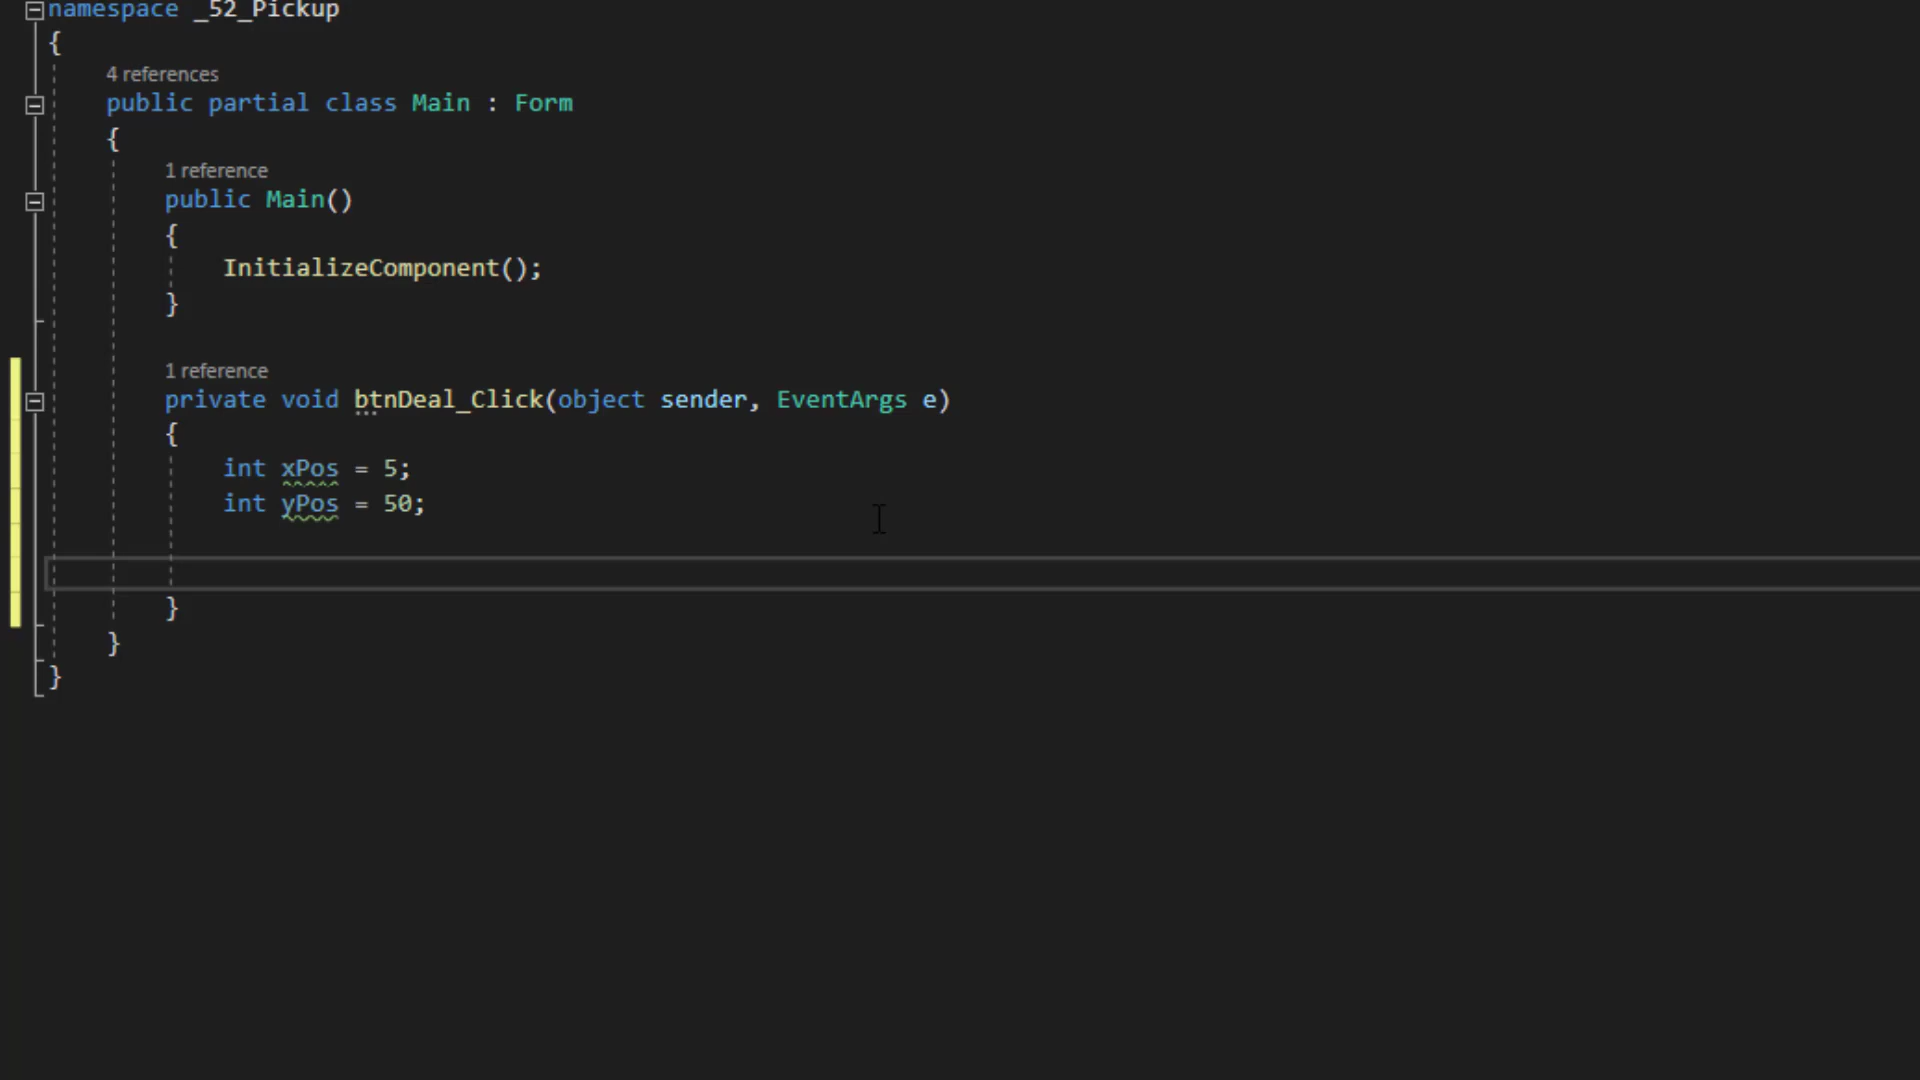 namespace _52_Pickup
{
4 references
public partial class Main : Form
{
1 reference
public Main()
{
InitializeComponent();
}
1 reference
private void btnDeal_Click(object sender, EventArgs e)
{
int xPos = 5;
int yPos = 50;
}
}
}